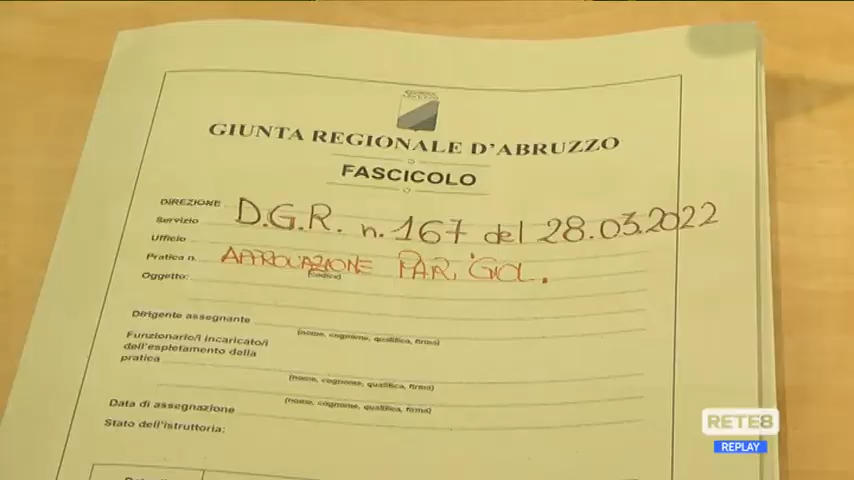 GIUNTA REGIONALE D'ABRUZZO
FASCICOLO
DIREZIONE
Servizio D.G.R. n. 167 del 28.03.2022
Ufficio
Pratica n. APPROVAZIONE PAR. GOL.
(Codice)
Oggetto:
Dirigente assegnante
(nome, cognome, qualifica, firma)
Funzionario/i incaricato/i
dell'espletamento della
pratica
(nome, cognome, qualifica, firma)
(nome, cognome, qualifica, firma)
Data di assegnazione
Stato dell'istruttoria:
RETE8
REPLAY